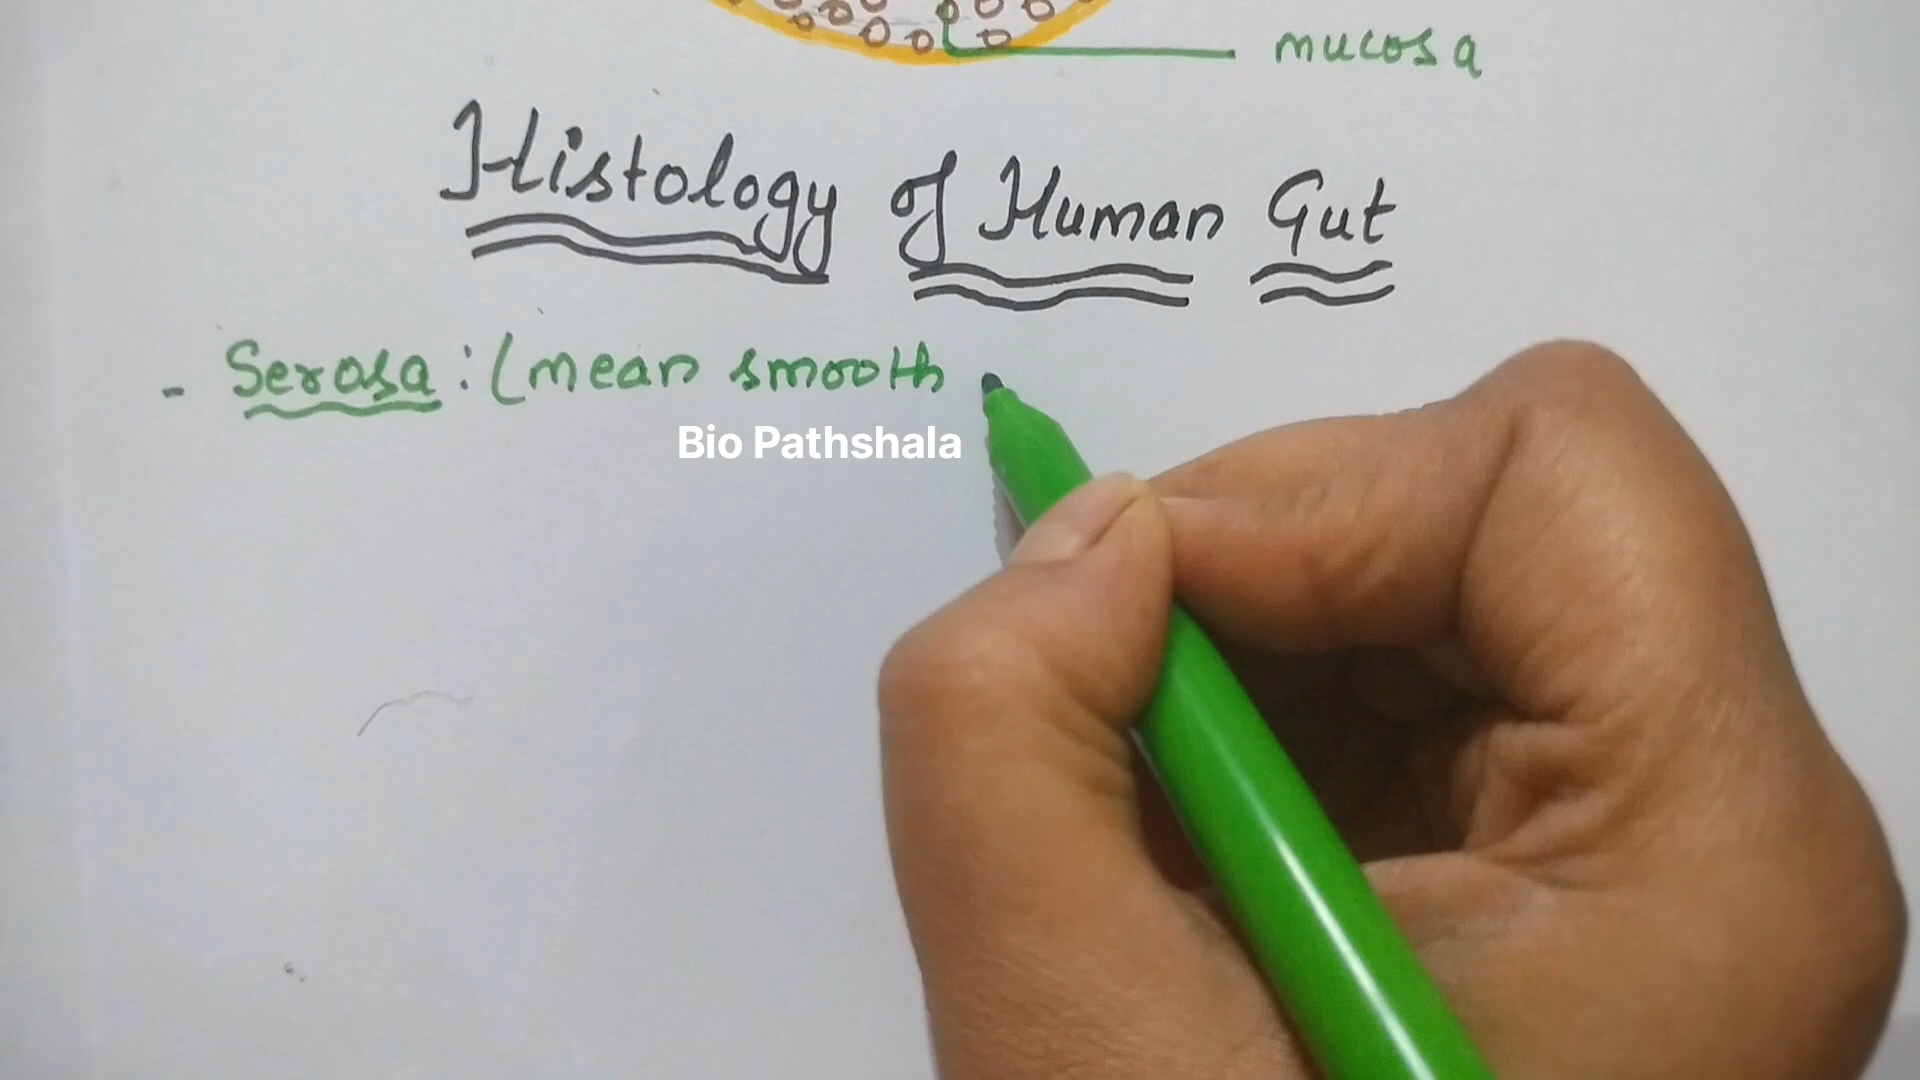 mucosa
Histology of Human Gut
- Serosa : (mean smooth
Bio Pathshala